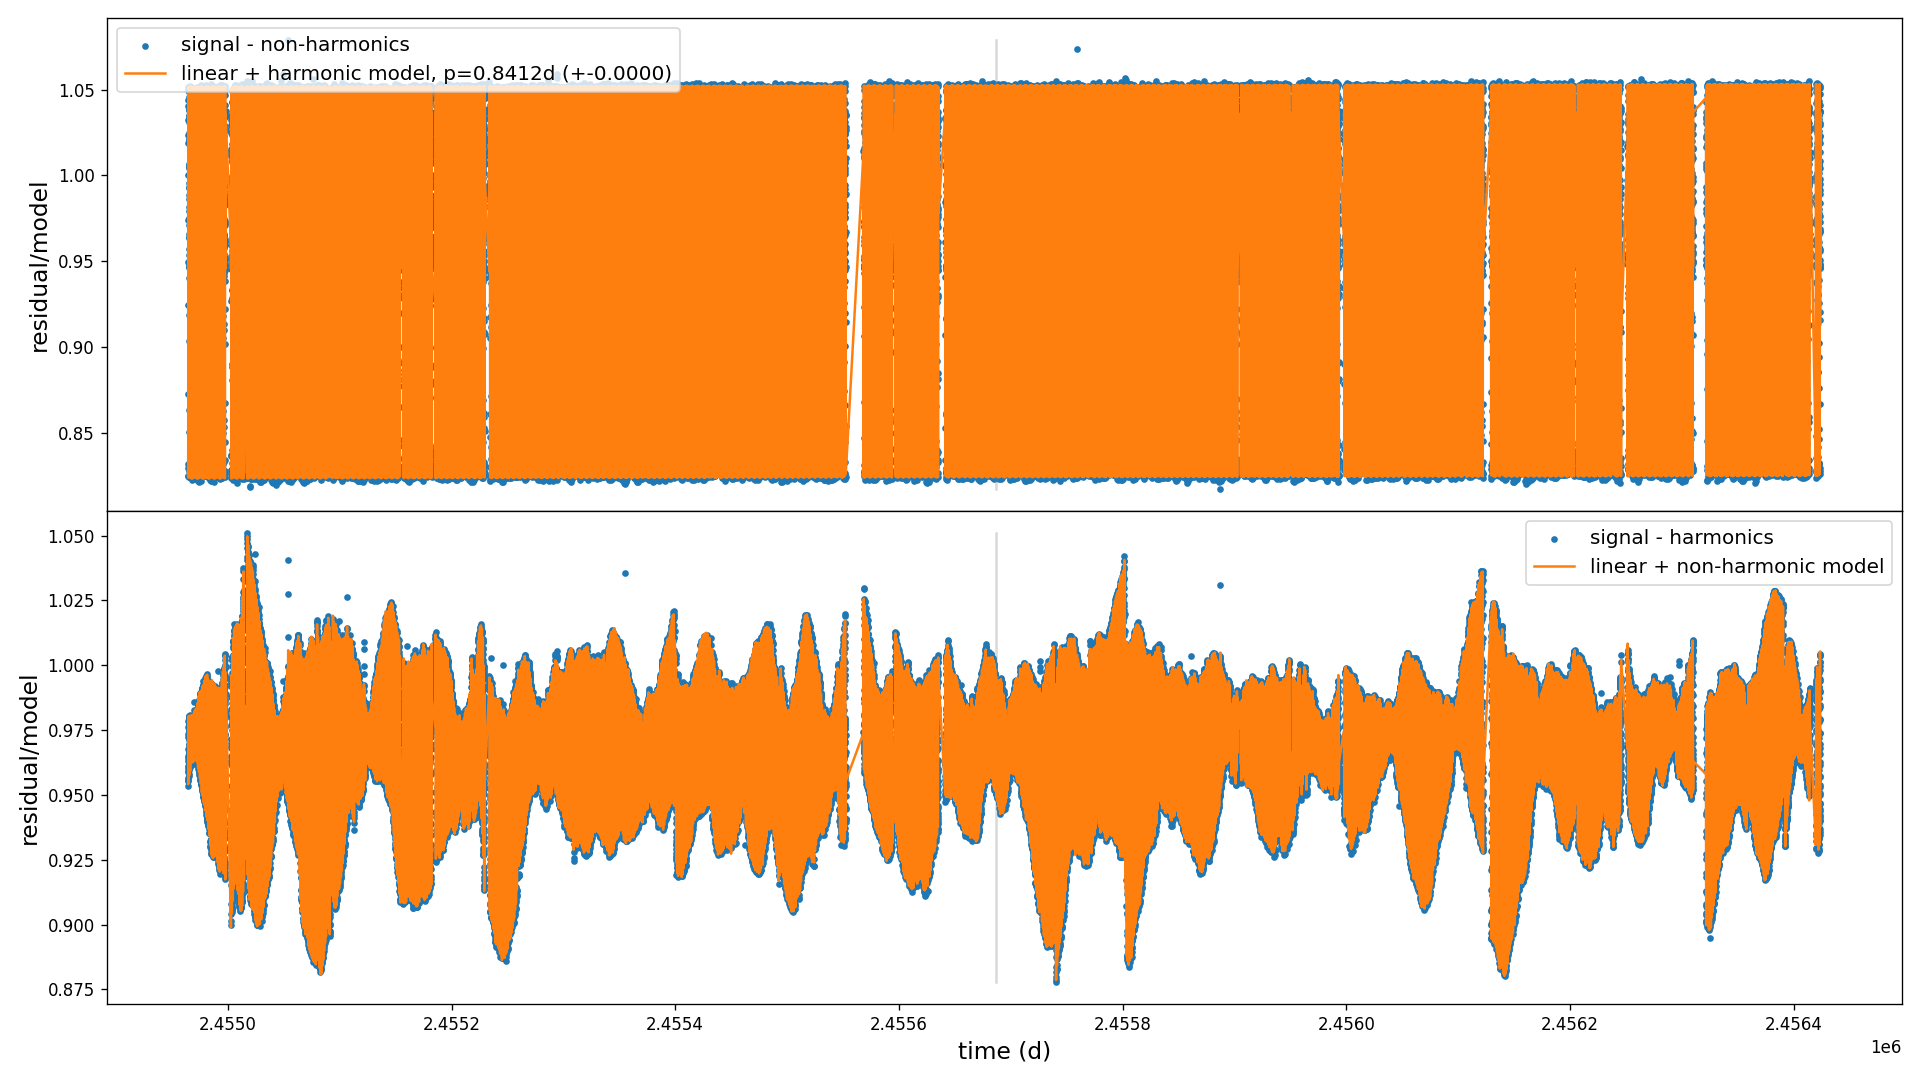 signal - non-harmonics
linear + harmonic model, p=0.8412d (+-0.0000)
1.05
1.00
0.95
0.90
0.85
residual/model
signal - harmonics
linear + non-harmonic model
1.050
1.025
1.000
0.975
0.950
0.925
0.900
0.875
residual/model
2.4550 2.4552 2.4554 2.4556 2.4558 2.4560 2.4562 2.4564
1e6
time (d)